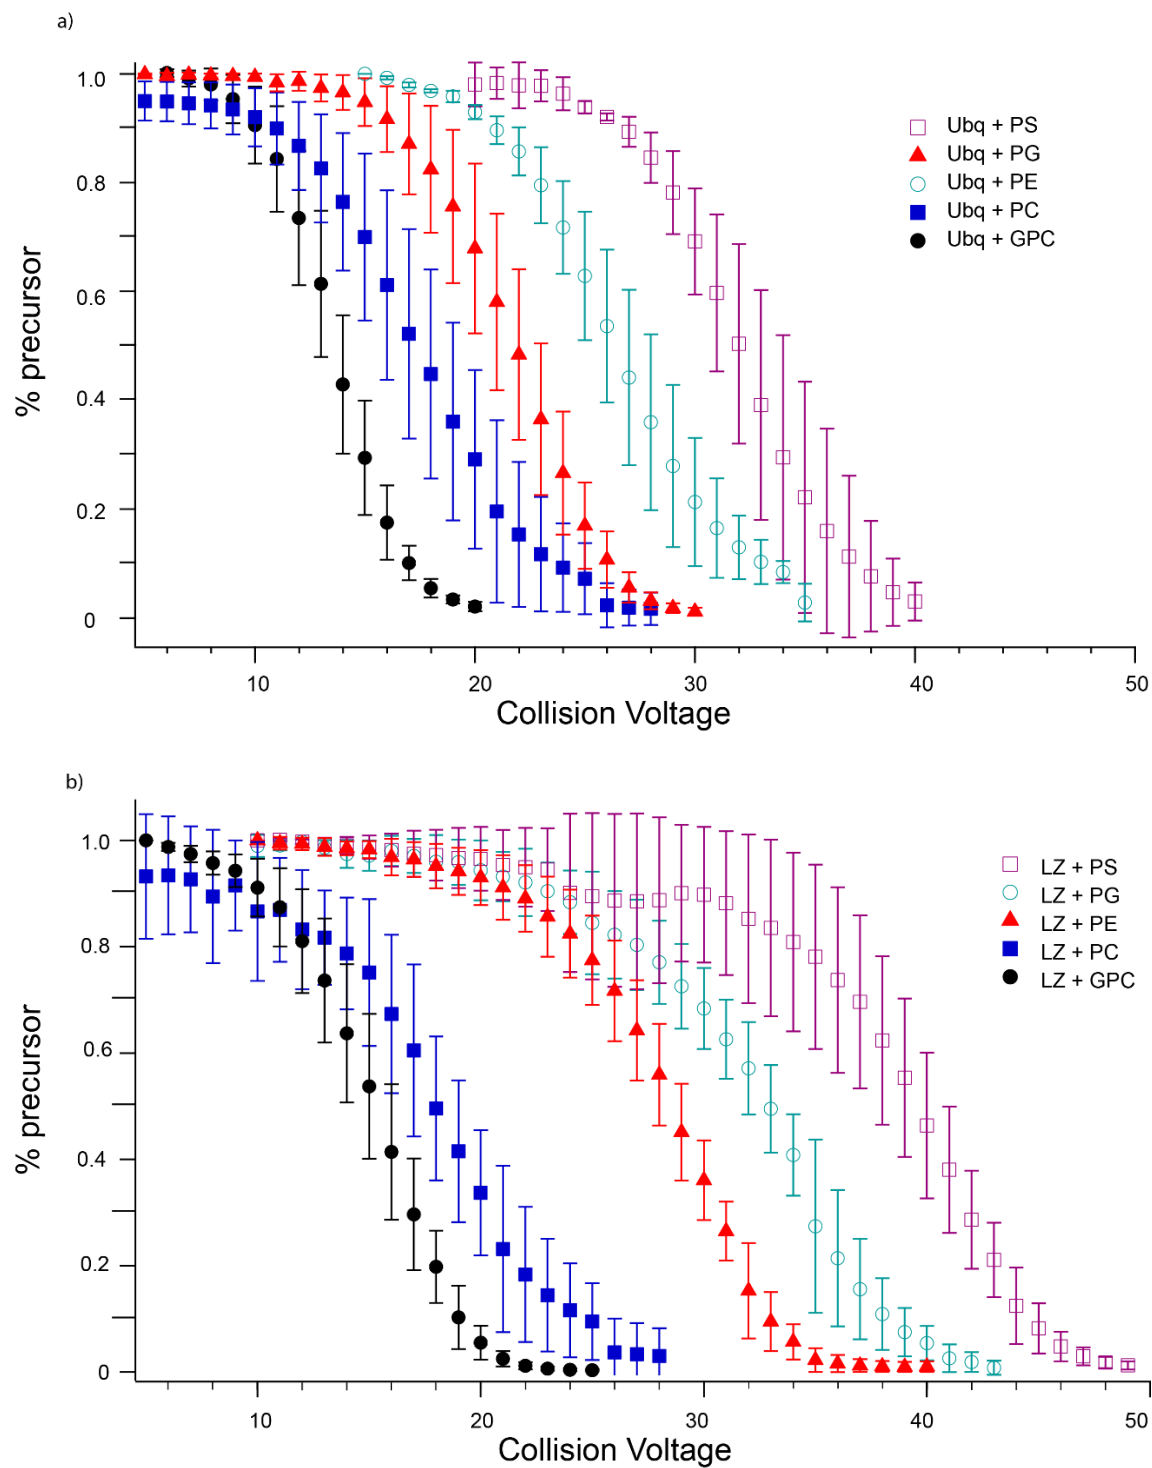 a)
1.0
0.8
0.6
0.4
0.2
0
% precursor
Ubq + PS
Ubq + PG
Ubq + PE
Ubq + PC
Ubq + GPC
10 20 30 40 50
Collision Voltage
b)
1.0
0.8
0.6
0.4
0.2
0
% precursor
LZ + PS
LZ + PG
LZ + PE
LZ + PC
LZ + GPC
10 20 30 40 50
Collision Voltage